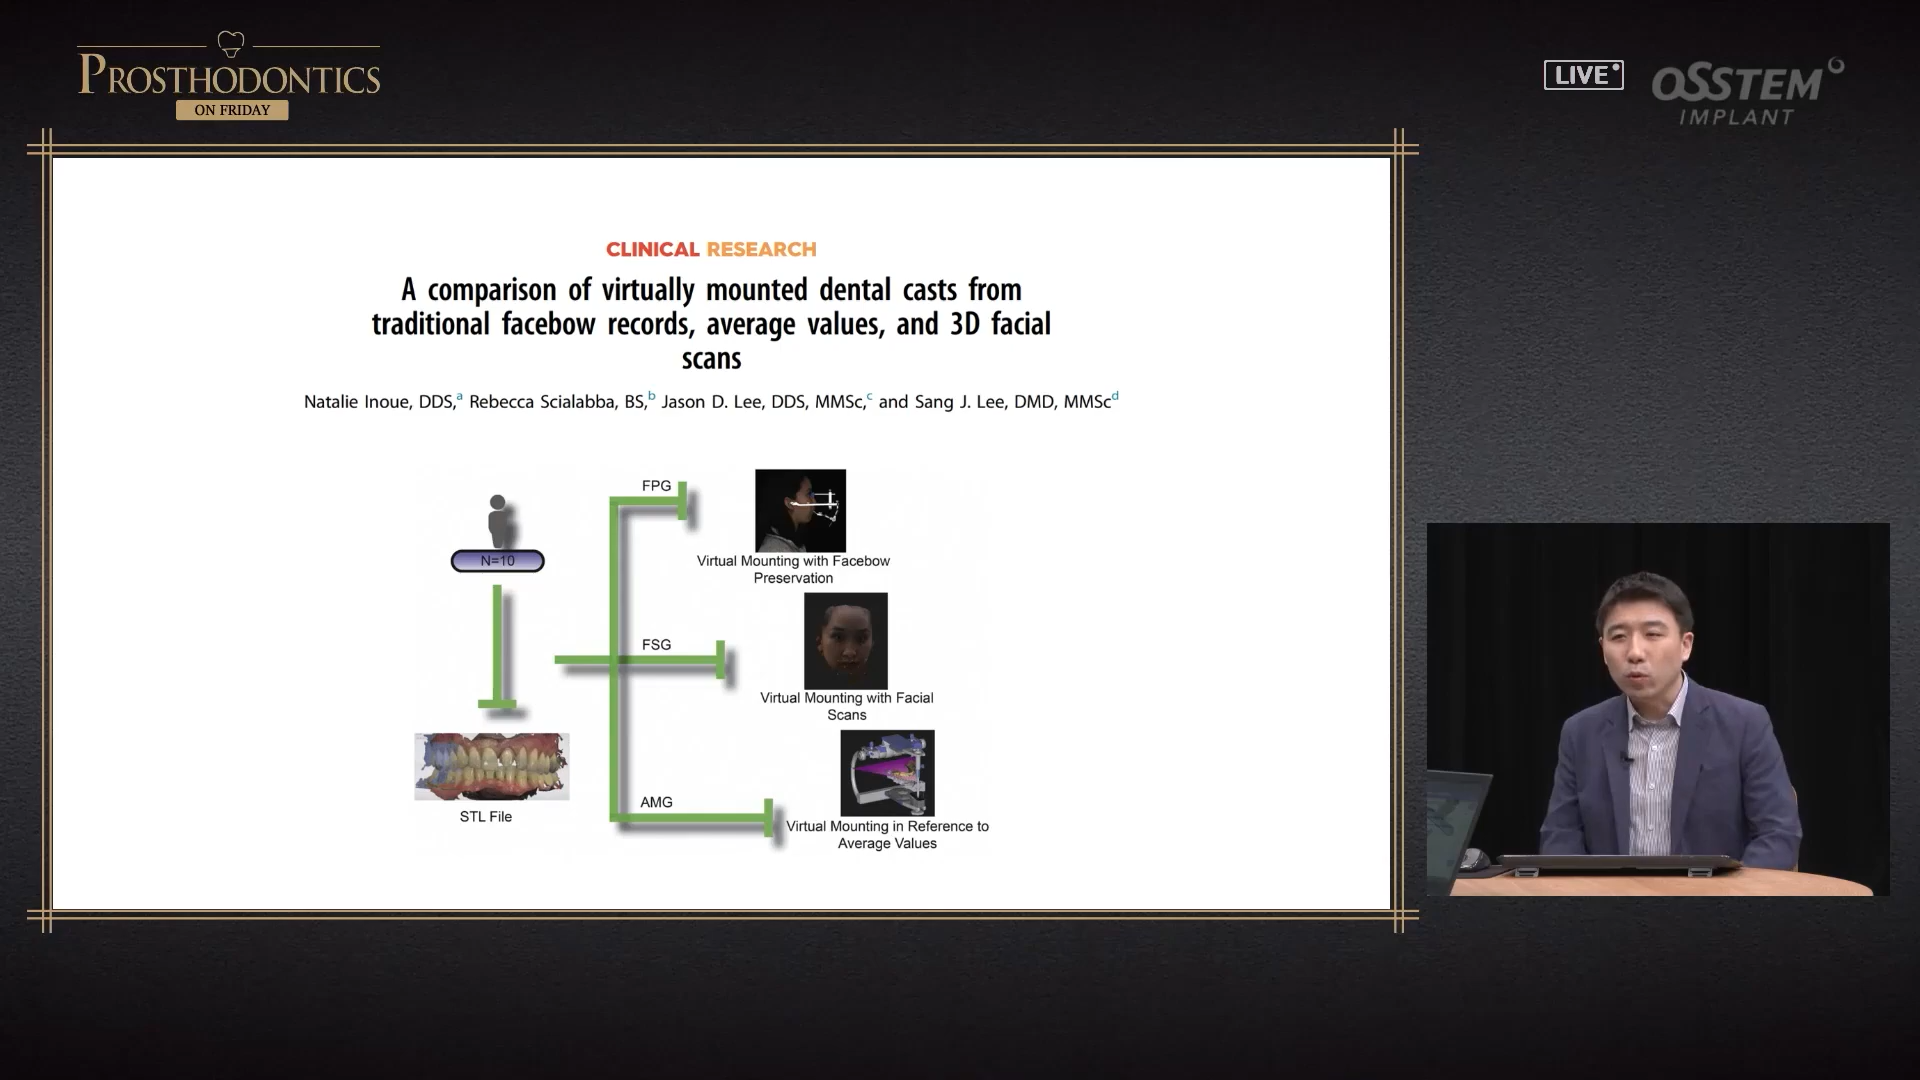 PROSTHODONTICS
ON FRIDAY
LIVE
OSSTEM
IMPLANT
CLINICAL RESEARCH
A comparison of virtually mounted dental casts from
traditional facebow records, average values, and 3D facial
scans
Natalie Inoue, DDS,a Rebecca Scialabba, BS,b Jason D. Lee, DDS, MMSc,c and Sang J. Lee, DMD, MMScd
FPG
N=10
Virtual Mounting with Facebow
Preservation
FSG
Virtual Mounting with Facial
Scans
STL File
AMG
Virtual Mounting in Reference to
Average Values